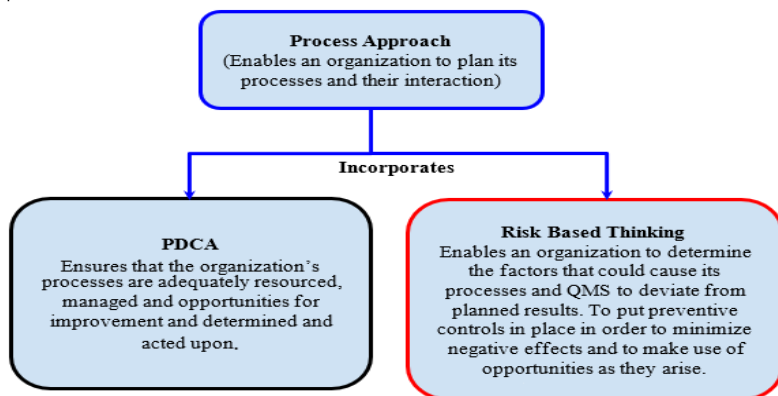 Process Approach
(Enables an organization to plan its
processes and their interaction)
Incorporates
PDCA
Ensures that the organization's
processes are adequately resourced,
managed and opportunities for
improvement and determined and
acted upon.
Risk Based Thinking
Enables an organization to determine
the factors that could cause its
processes and QMS to deviate from
planned results. To put preventive
controls in place in order to minimize
negative effects and to make use of
opportunities as they arise.